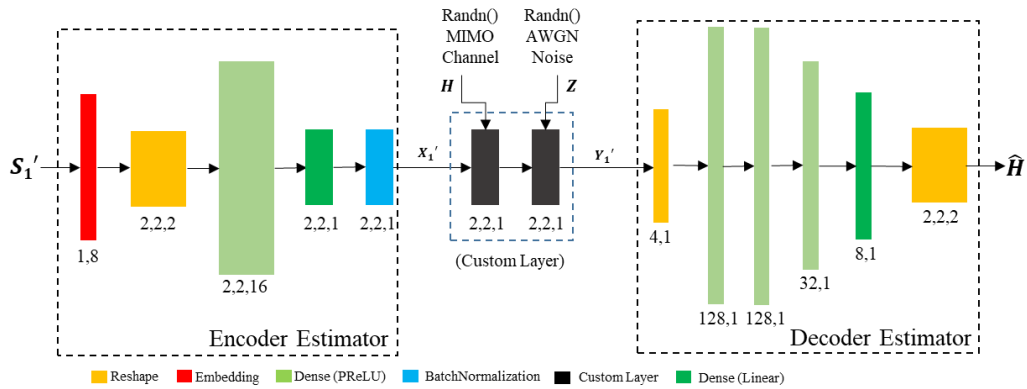 Randn()
MIMO
Channel
Randn()
AWGN
Noise
H
Z
S₁′
1,8
2,2,2
2,2,16
2,2,1
2,2,1
Encoder Estimator
X₁′
2,2,1
2,2,1
(Custom Layer)
Y₁′
4,1
128,1
128,1
32,1
8,1
2,2,2
Ĥ
Decoder Estimator
Reshape
Embedding
Dense (PReLU)
BatchNormalization
Custom Layer
Dense (Linear)